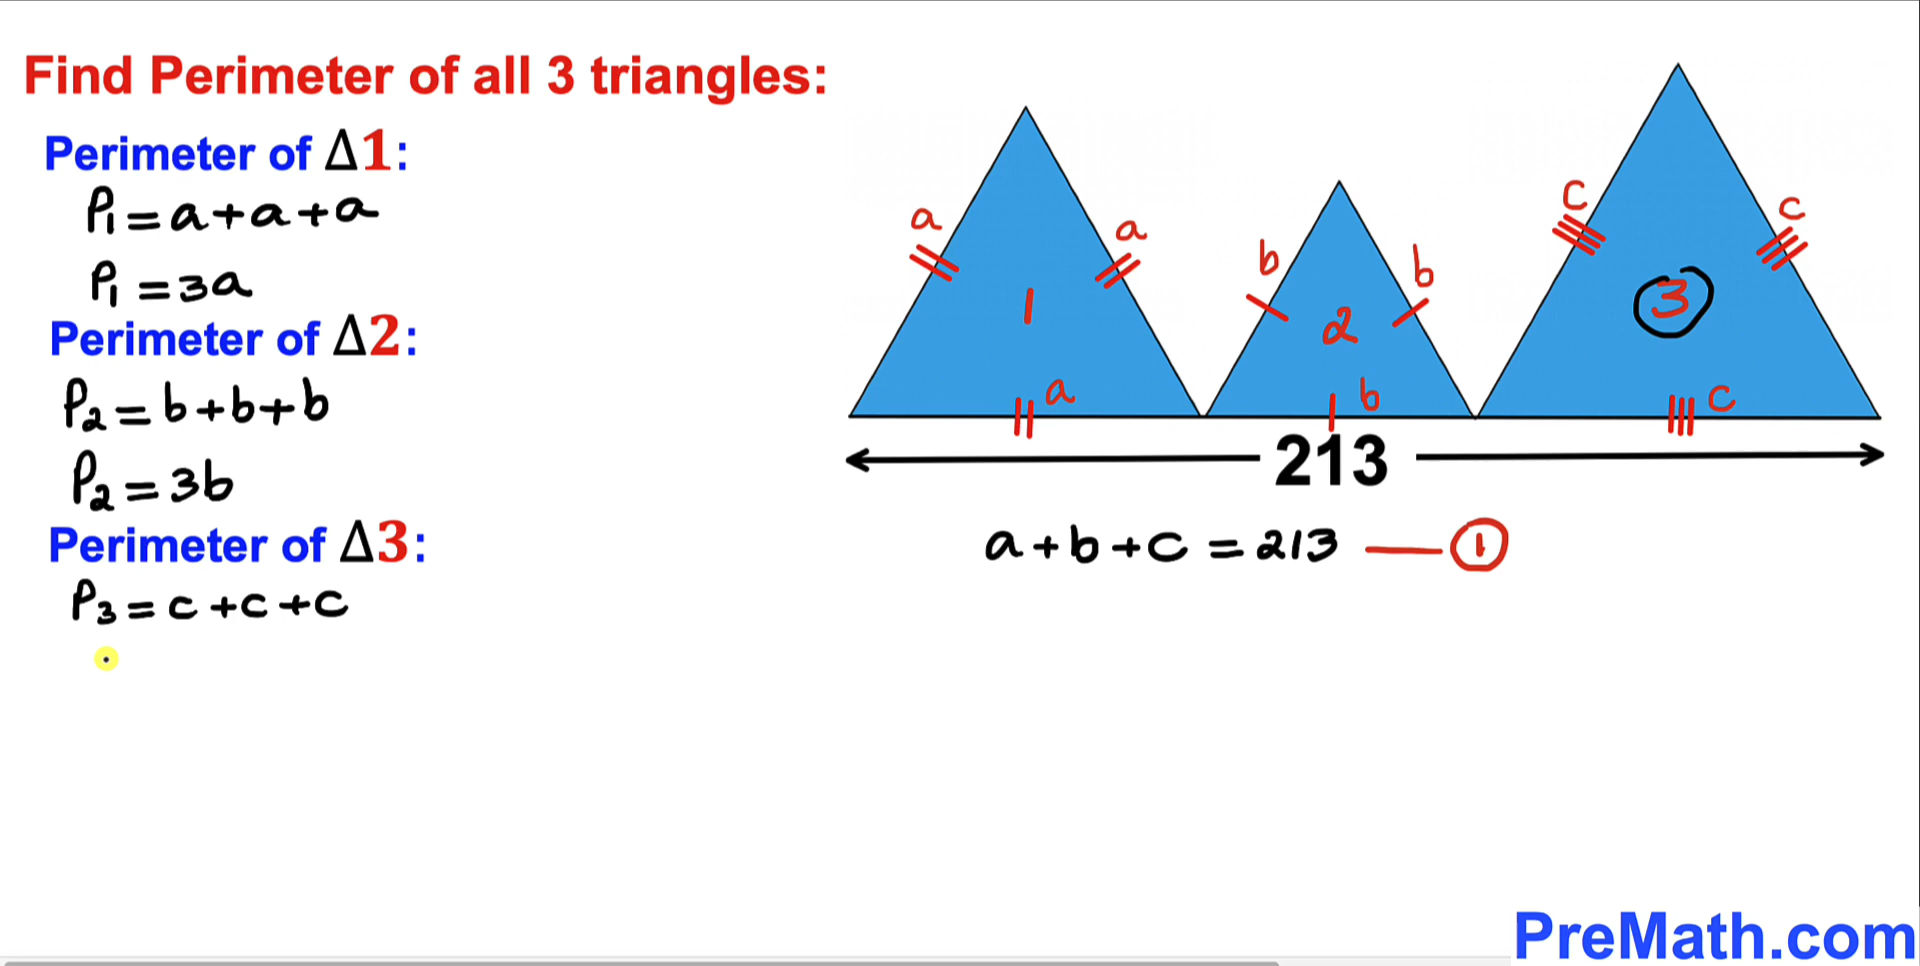 Find Perimeter of all 3 triangles:
Perimeter of Δ1:
P₁ = a + a + a
P₁ = 3a
Perimeter of Δ2:
P₂ = b + b + b
P₂ = 3b
Perimeter of Δ3:
P₃ = c + c + c
a
a
1
a
b
b
2
b
c
c
3
c
213
a + b + c = 213 — ①
PreMath.com